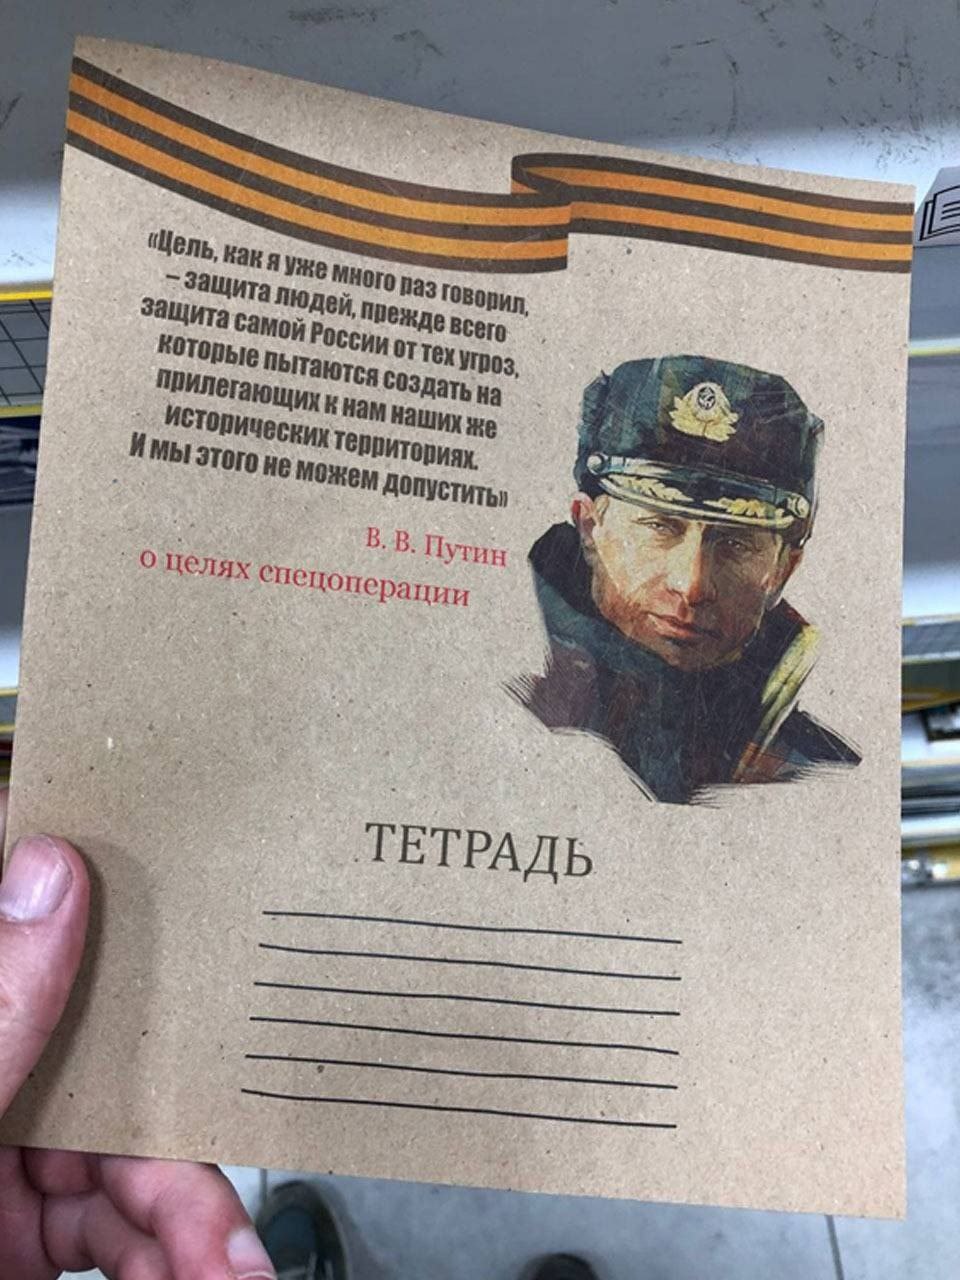 «Цель, как я уже много раз говорил,
– защита людей, прежде всего
защита самой России от тех угроз,
которые пытаются создать на
прилегающих к нам наших же
исторических территориях.
И мы этого не можем допустить»
В. В. Путин
о целях спецоперации
ТЕТРАДЬ